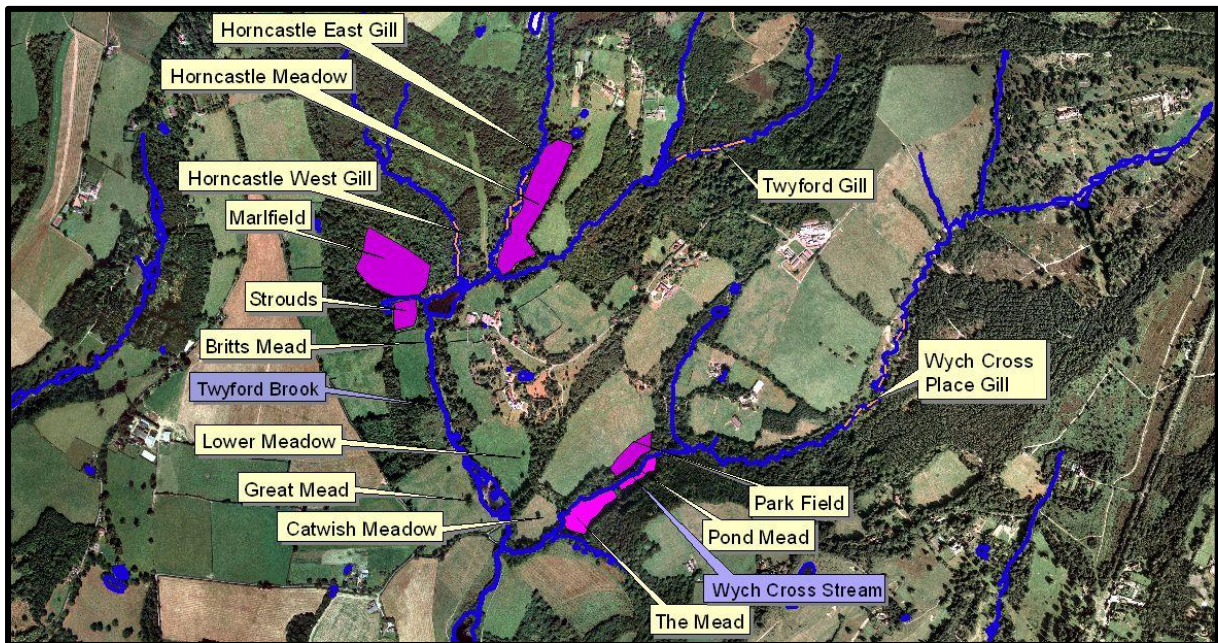 Horncastle East Gill
Horncastle Meadow
Horncastle West Gill
Twyford Gill
Marlfield
Strouds
Britts Mead
Wych Cross
Place Gill
Twyford Brook
Lower Meadow
Great Mead
Park Field
Catwish Meadow
Pond Mead
Wych Cross Stream
The Mead